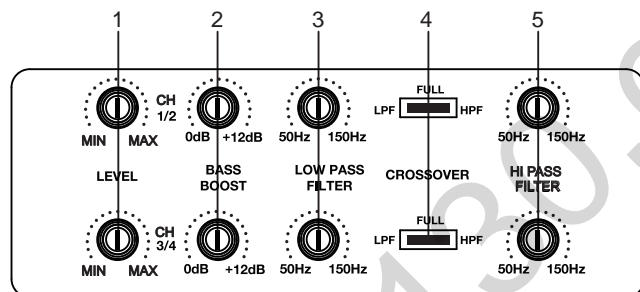 1 2 3 4 5
FULL
CH
1/2
LPF HPF
MIN MAX 0dB +12dB 50Hz 150Hz 50Hz 150Hz
LEVEL BASS BOOST LOW PASS FILTER CROSSOVER HI PASS FILTER
FULL
CH
3/4
LPF HPF
MIN MAX 0dB +12dB 50Hz 150Hz 50Hz 150Hz